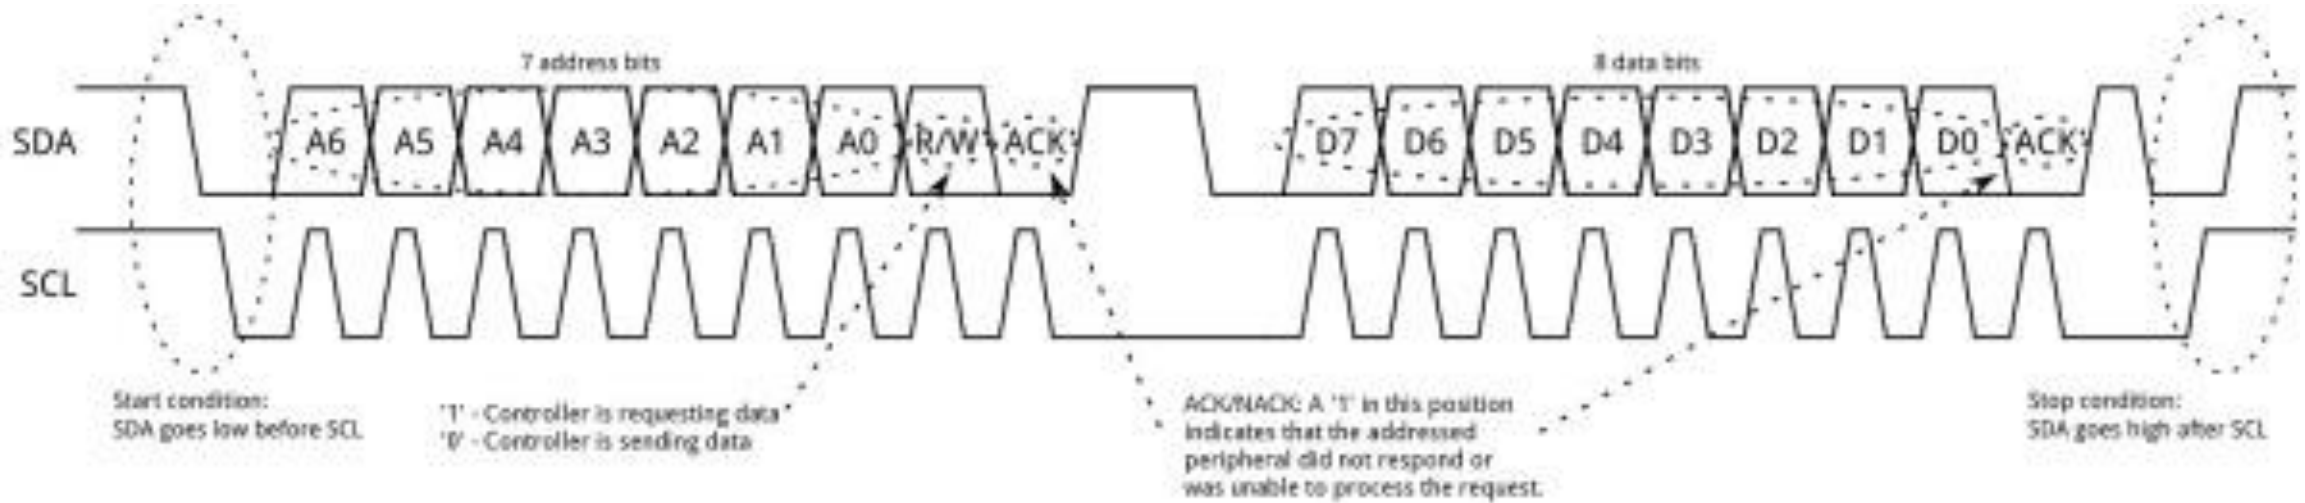 7 address bits
8 data bits
SDA
A6 A5 A4 A3 A2 A1 A0 R/W ACK
D7 D6 D5 D4 D3 D2 D1 D0 ACK
SCL
Start condition:
SDA goes low before SCL
'1' - Controller is requesting data
'0' - Controller is sending data
ACK/NACK: A '1' in this position
indicates that the addressed
peripheral did not respond or
was unable to process the request.
Stop condition:
SDA goes high after SCL